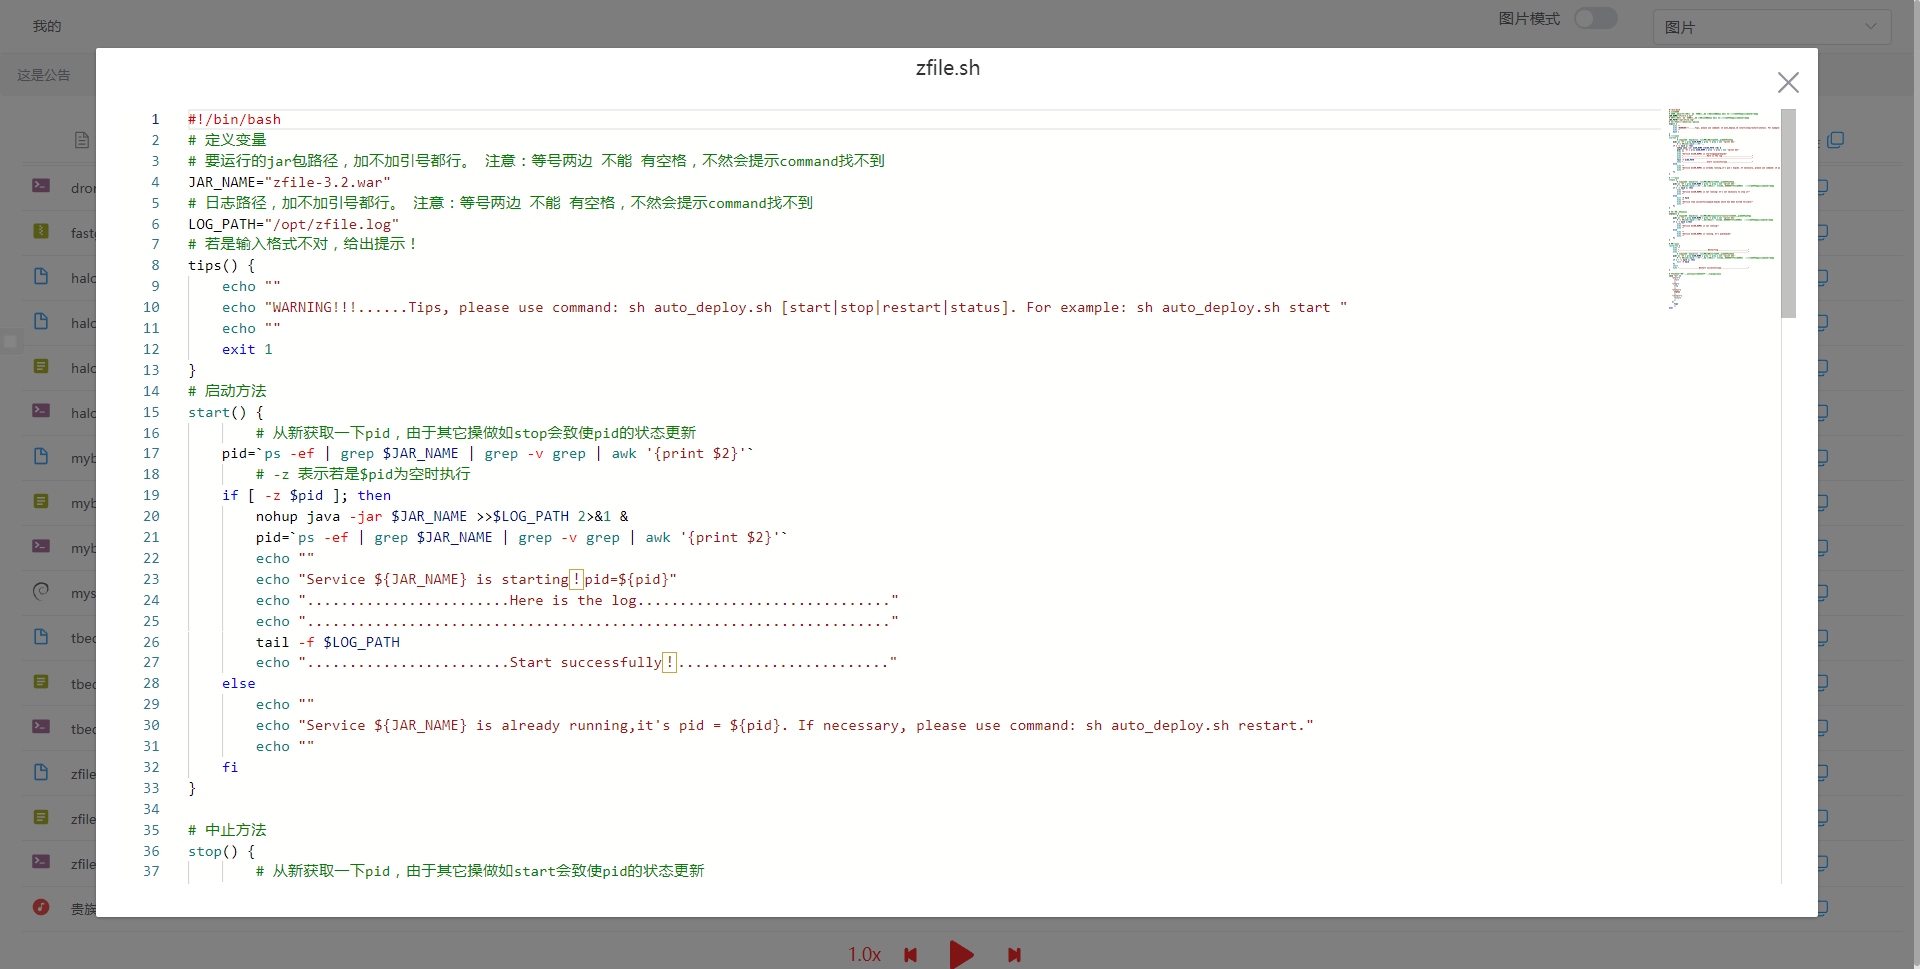 我的
图片模式
图片
这是公告
zfile.sh
1 #!/bin/bash
2 # 定义变量
3 # 要运行的jar包路径，加不加引号都行。 注意：等号两边 不能 有空格，不然会提示command找不到
4 JAR_NAME="zfile-3.2.war"
5 # 日志路径，加不加引号都行。 注意：等号两边 不能 有空格，不然会提示command找不到
6 LOG_PATH="/opt/zfile.log"
7 # 若是输入格式不对，给出提示！
8 tips() {
9     echo ""
10     echo "WARNING!!!......Tips, please use command: sh auto_deploy.sh [start|stop|restart|status]. For example: sh auto_deploy.sh start "
11     echo ""
12     exit 1
13 }
14 # 启动方法
15 start() {
16         # 从新获取一下pid，由于其它操做如stop会致使pid的状态更新
17     pid=`ps -ef | grep $JAR_NAME | grep -v grep | awk '{print $2}'`
18         # -z 表示若是$pid为空时执行
19     if [ -z $pid ]; then
20         nohup java -jar $JAR_NAME >>$LOG_PATH 2>&1 &
21         pid=`ps -ef | grep $JAR_NAME | grep -v grep | awk '{print $2}'`
22         echo ""
23         echo "Service ${JAR_NAME} is starting！pid=${pid}"
24         echo "........................Here is the log.............................."
25         echo "....................................................................."
26         tail -f $LOG_PATH
27         echo "........................Start successfully！........................."
28     else
29         echo ""
30         echo "Service ${JAR_NAME} is already running,it's pid = ${pid}. If necessary, please use command: sh auto_deploy.sh restart."
31         echo ""
32     fi
33 }
34
35 # 中止方法
36 stop() {
37         # 从新获取一下pid，由于其它操做如start会致使pid的状态更新
halo
halo
halo
halo
zfile
zfile
zfile
贵族
1.0x